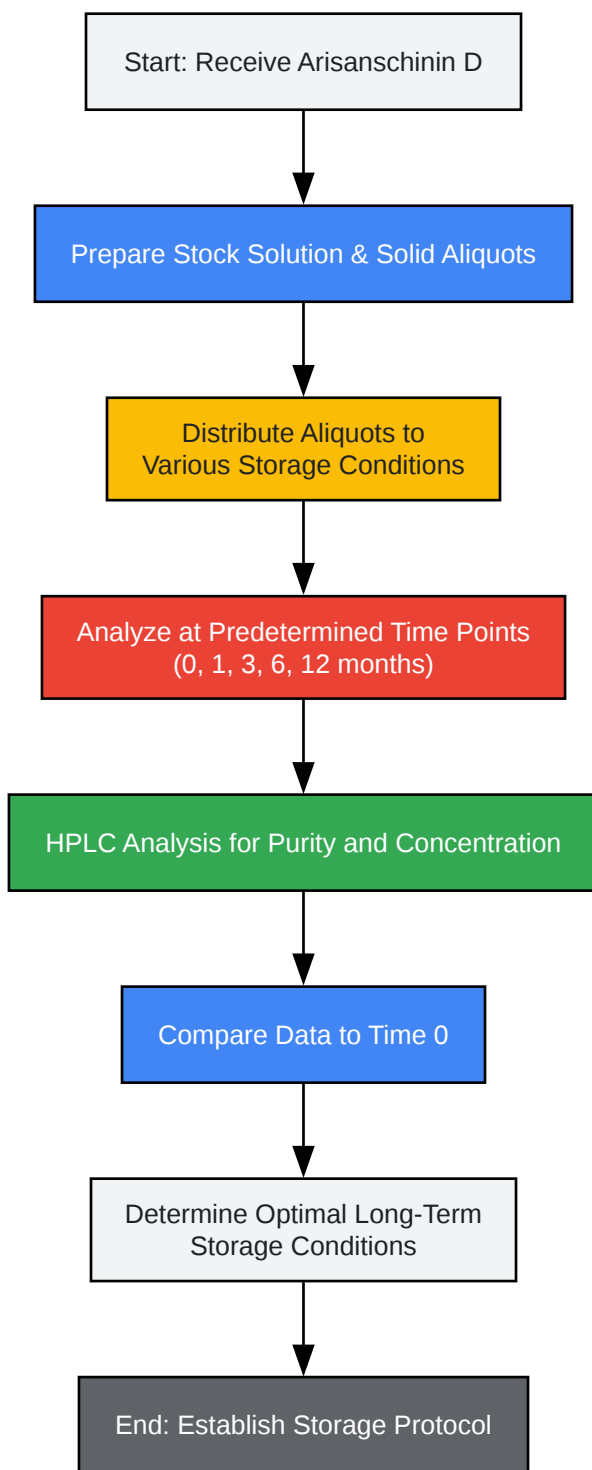 Start: Receive Arisanschinin D
Prepare Stock Solution & Solid Aliquots
Distribute Aliquots to
Various Storage Conditions
Analyze at Predetermined Time Points
(0, 1, 3, 6, 12 months)
HPLC Analysis for Purity and Concentration
Compare Data to Time 0
Determine Optimal Long-Term
Storage Conditions
End: Establish Storage Protocol